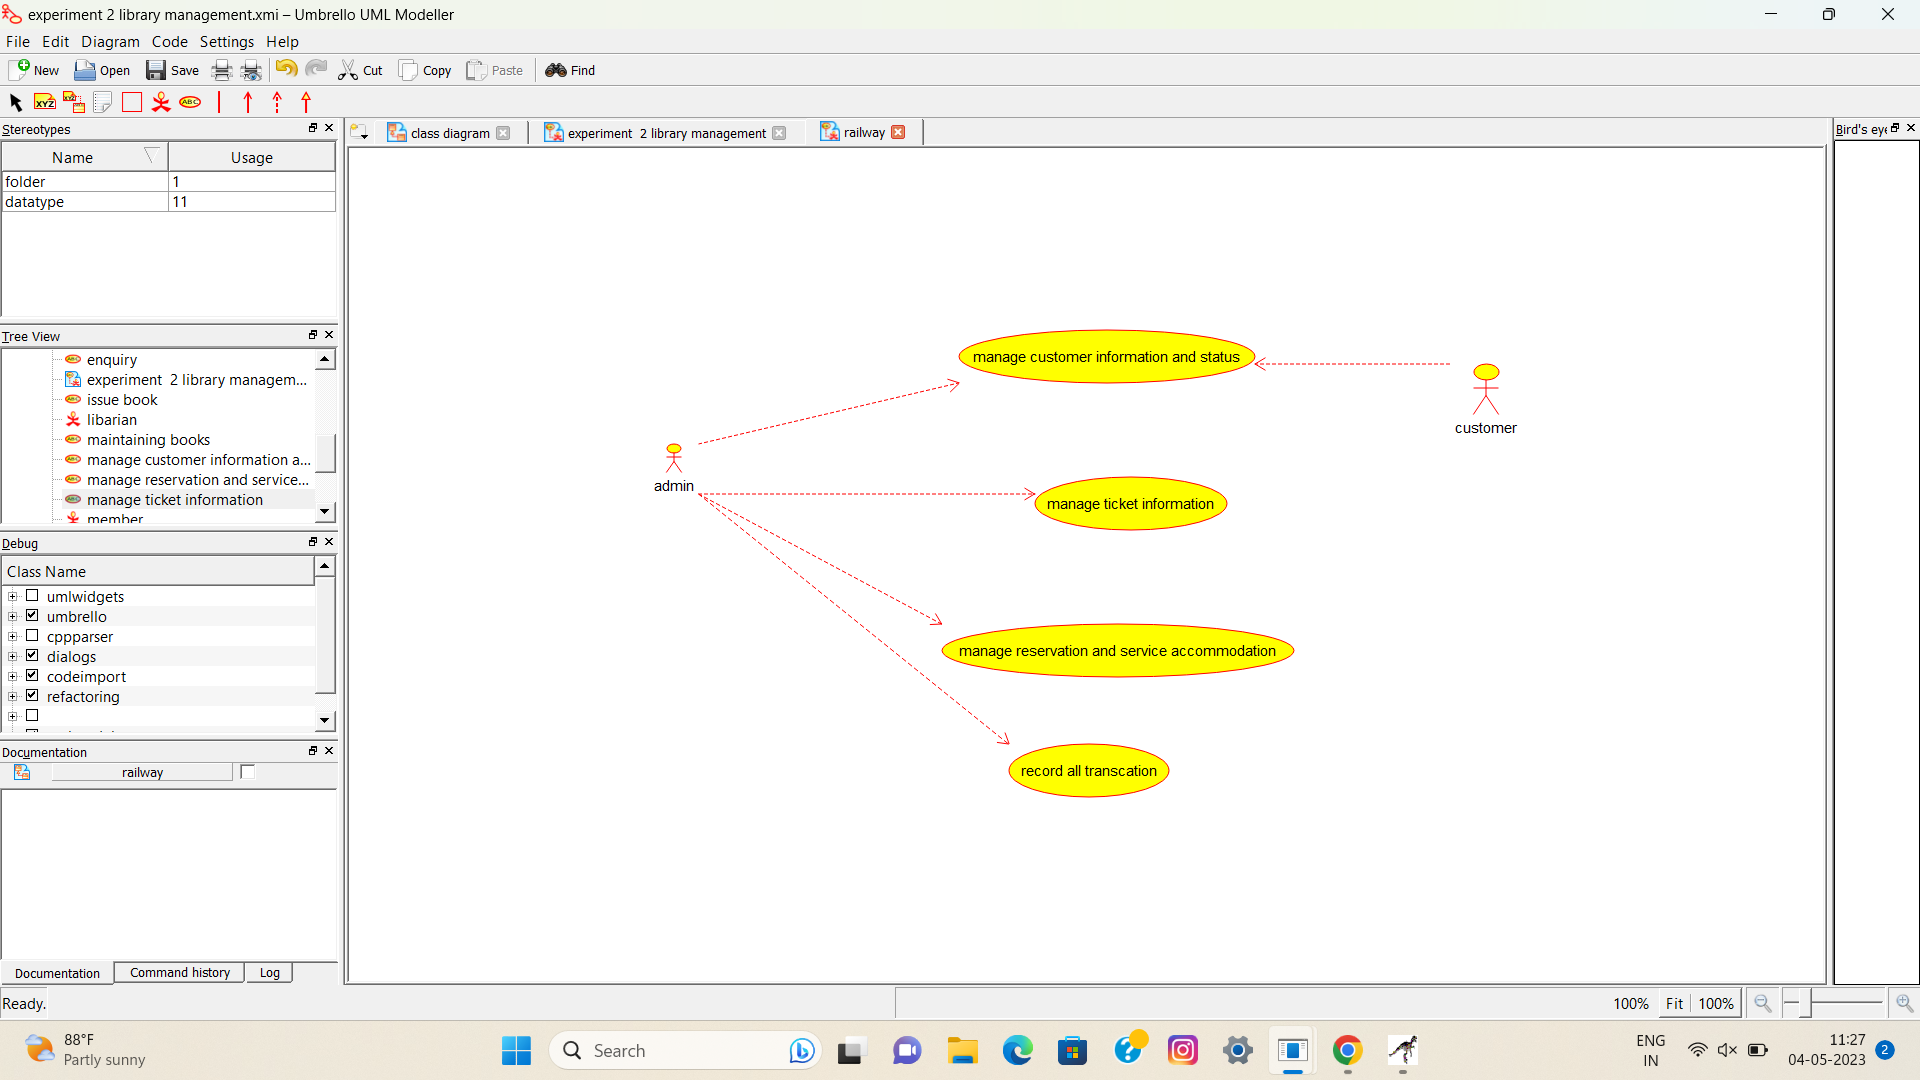 experiment 2 library management.xmi – Umbrello UML Modeller
File Edit Diagram Code Settings Help
New Open Save Cut Copy Paste Find
XYZ XYZ ABC
Stereotypes
Name Usage
folder 1
datatype 11
Tree View
enquiry
experiment  2 library managem...
issue book
libarian
maintaining books
manage customer information a...
manage reservation and service...
manage ticket information
member
Debug
Class Name
umlwidgets
umbrello
cppparser
dialogs
codeimport
refactoring
Documentation
railway
Documentation Command history Log
Ready.
class diagram experiment  2 library management railway
manage customer information and status
customer
admin
manage ticket information
manage reservation and service accommodation
record all transcation
Bird's eye
100% Fit 100%
88°F
Partly sunny
Search
ENG
IN
11:27
04-05-2023
2